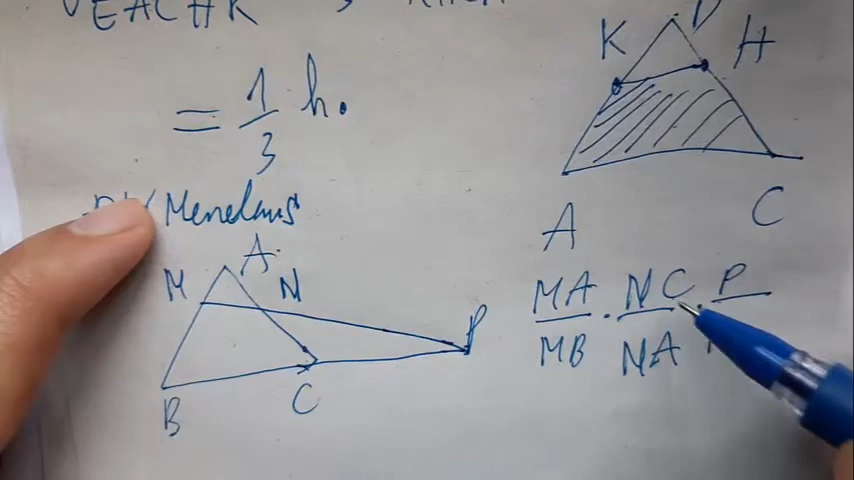 K D H
= 1/3 h.
Menelaus
A C
M A N
MA/MB . NC/NA . P
P
B C